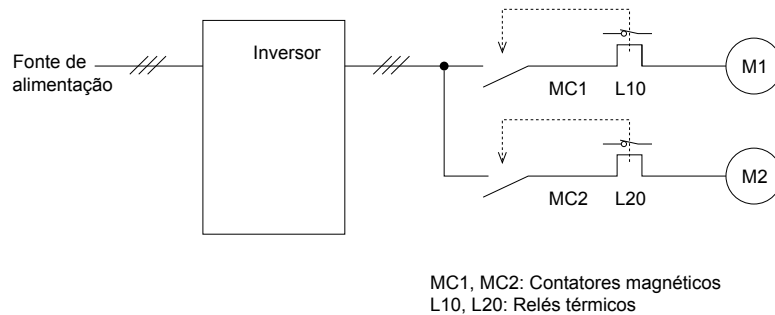 Fonte de
alimentação
Inversor
MC1
L10
M1
MC2
L20
M2
MC1, MC2: Contatores magnéticos
L10, L20: Relés térmicos